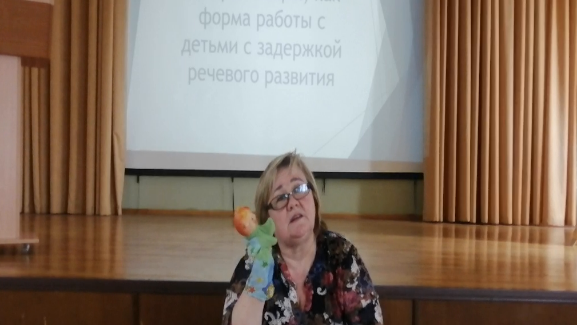 форма работы с
детьми с задержкой
речевого развития